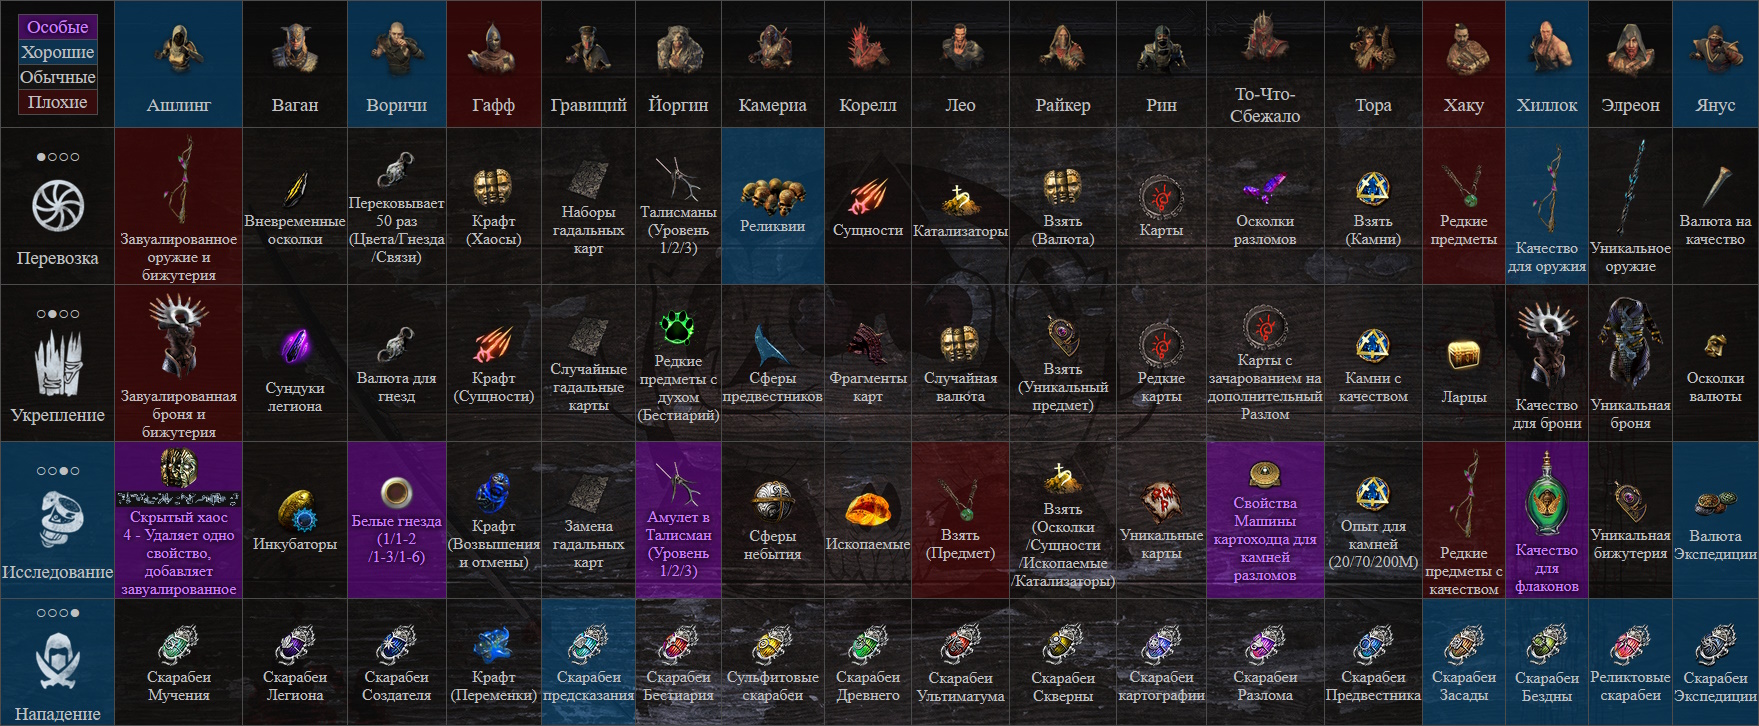 Особые
Хорошие
Обычные
Плохие
Ашлинг
Ваган
Воричи
Гафф
Гравиций
Йоргин
Камериа
Корелл
Лео
Райкер
Рин
То-Что-
Сбежало
Тора
Хаку
Хиллок
Элреон
Янус
Перевозка
Завуалированное
оружие и
бижутерия
Вневременные
осколки
Перековывает
50 раз
(Цвета/Гнезда
/Связи)
Крафт
(Хаосы)
Наборы
гадальных
карт
Талисманы
(Уровень
1/2/3)
Реликвии
Сущности
Катализаторы
Взять
(Валюта)
Карты
Осколки
разломов
Взять
(Камни)
Редкие
предметы
Качество
для оружия
Уникальное
оружие
Валюта на
качество
Укрепление
Завуалированная
броня и
бижутерия
Сундуки
легиона
Валюта для
гнезд
Крафт
(Сущности)
Случайные
гадальные
карты
Редкие
предметы с
духом
(Бестиарий)
Сферы
предвестников
Фрагменты
карт
Случайная
валюта
Взять
(Уникальный
предмет)
Редкие
карты
Карты с
зачарованием на
дополнительный
Разлом
Камни с
качеством
Ларцы
Качество
для брони
Уникальная
броня
Осколки
валюты
Исследование
Скрытый хаос
4 - Удаляет одно
свойство,
добавляет
завуалированное
Инкубаторы
Белые гнезда
(1/1-2
/1-3/1-6)
Крафт
(Возвышения
и отмены)
Замена
гадальных
карт
Амулет в
Талисман
(Уровень
1/2/3)
Сферы
небытия
Ископаемые
Взять
(Предмет)
Взять
(Осколки
/Сущности
/Ископаемые
/Катализаторы)
Уникальные
карты
Свойства
Машины
картоходца для
камней
разломов
Опыт для
камней
(20/70/200М)
Редкие
предметы с
качеством
Качество
для
флаконов
Уникальная
бижутерия
Валюта
Экспедиции
Нападение
Скарабеи
Мучения
Скарабеи
Легиона
Скарабеи
Создателя
Крафт
(Переменки)
Скарабеи
предсказания
Скарабеи
Бестиария
Сульфитовые
скарабеи
Скарабеи
Древнего
Скарабеи
Ультиматума
Скарабеи
Скверны
Скарабеи
картографии
Скарабеи
Разлома
Скарабеи
Предвестника
Скарабеи
Засады
Скарабеи
Бездны
Реликтовые
скарабеи
Скарабеи
Экспедиции